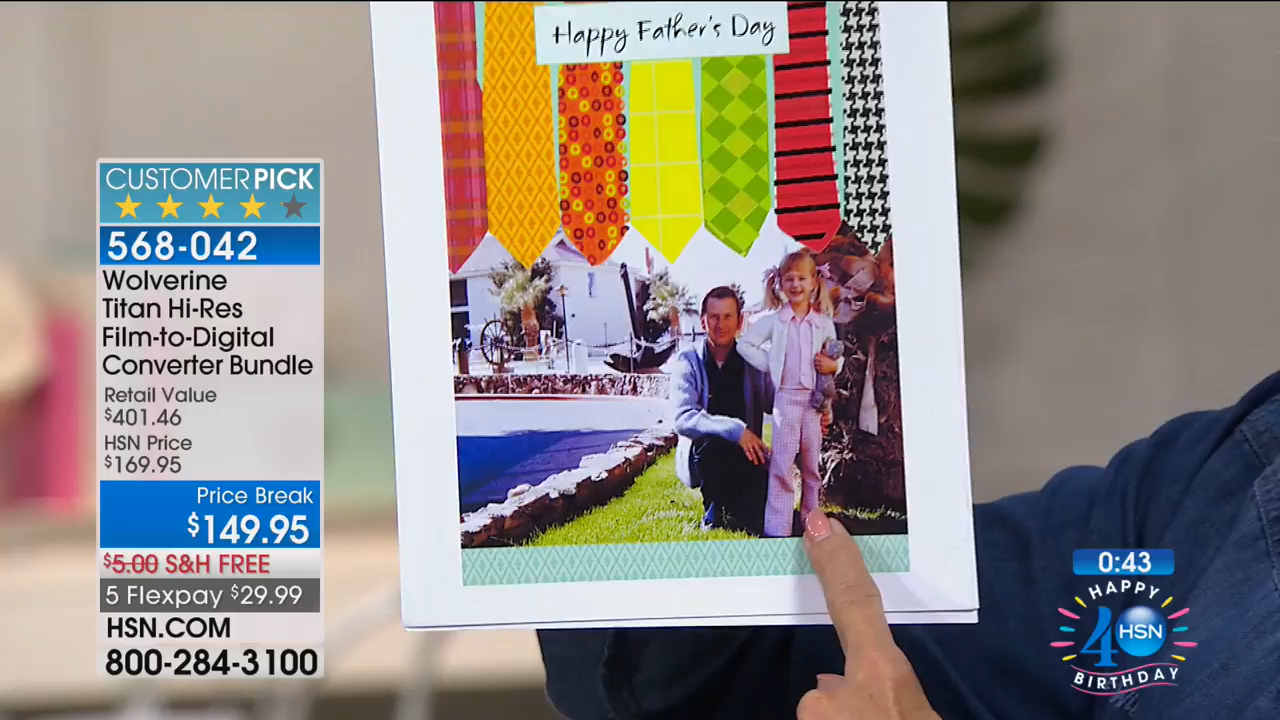 Happy Father's Day
CUSTOMER PICK
568-042
Wolverine
Titan Hi-Res
Film-to-Digital
Converter Bundle
Retail Value
$401.46
HSN Price
$169.95
Price Break
$149.95
$5.00 S&H FREE
5 Flexpay $29.99
HSN.COM
800-284-3100
0:43
HAPPY
40
HSN
BIRTHDAY